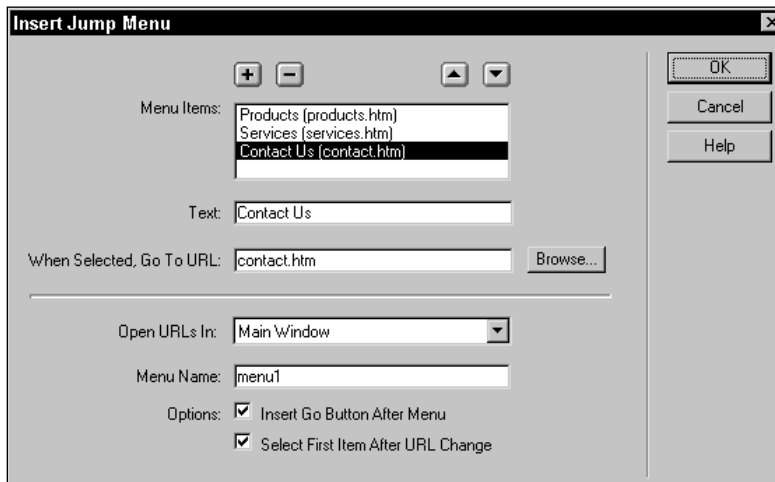 Insert Jump Menu
OK
Menu Items:
Products (products.htm)
Services (services.htm)
Contact Us (contact.htm)
Cancel
Help
Text: Contact Us
When Selected, Go To URL: contact.htm Browse...
Open URLs In: Main Window
Menu Name: menu1
Options: Insert Go Button After Menu
Select First Item After URL Change